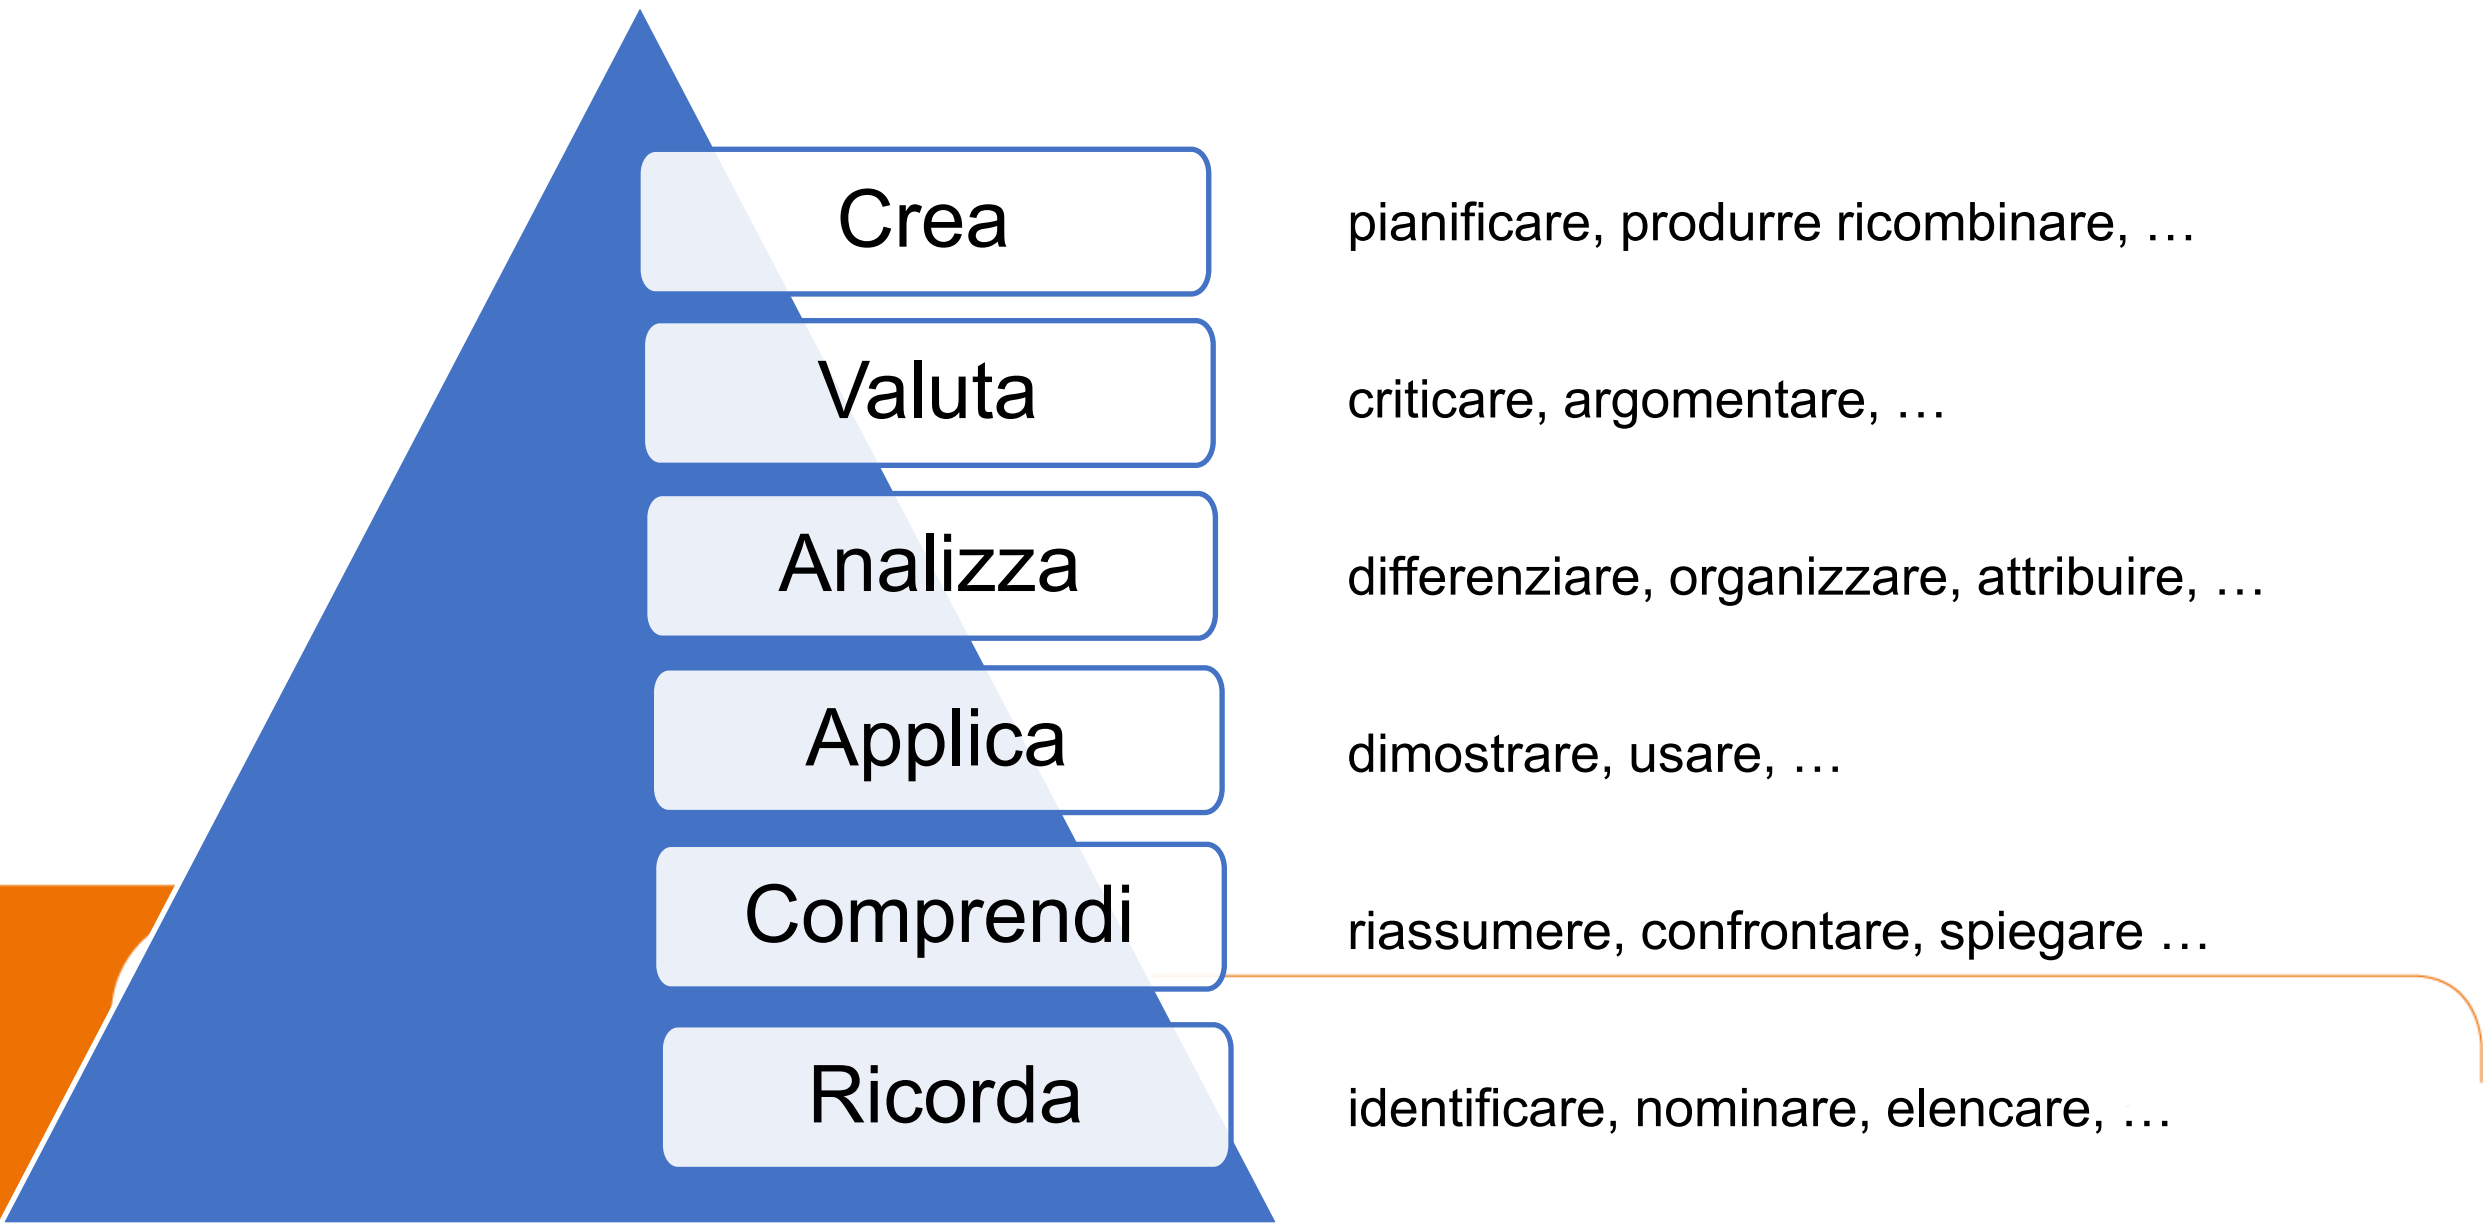 Crea
pianificare, produrre ricombinare, …
Valuta
criticare, argomentare, …
Analizza
differenziare, organizzare, attribuire, …
Applica
dimostrare, usare, …
Comprendi
riassumere, confrontare, spiegare …
Ricorda
identificare, nominare, elencare, …